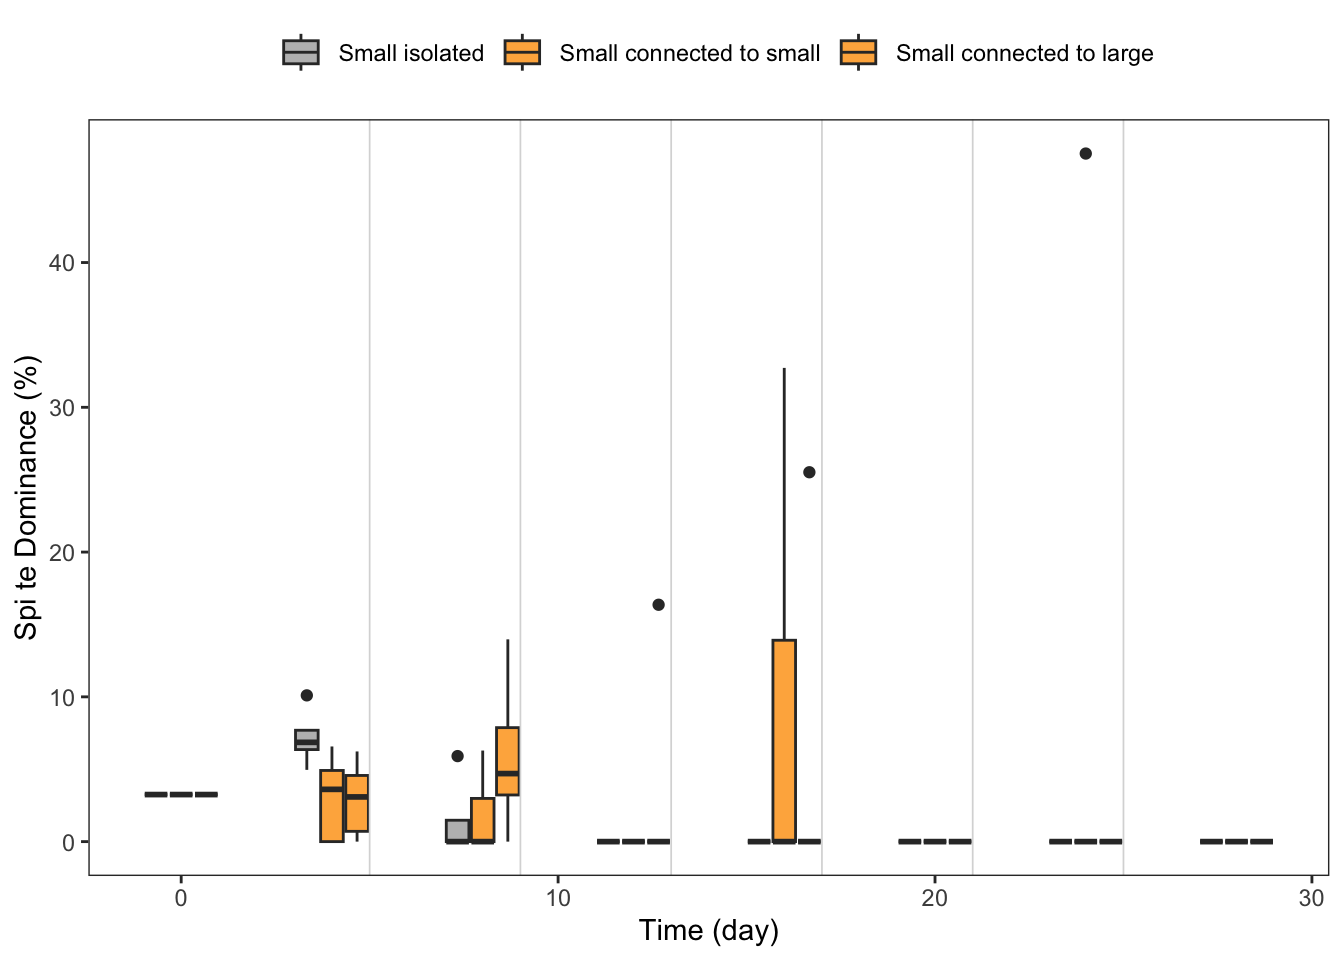 Small isolated
Small connected to small
Small connected to large
Spi te Dominance (%)
40
30
20
10
0
0
10
20
30
Time (day)